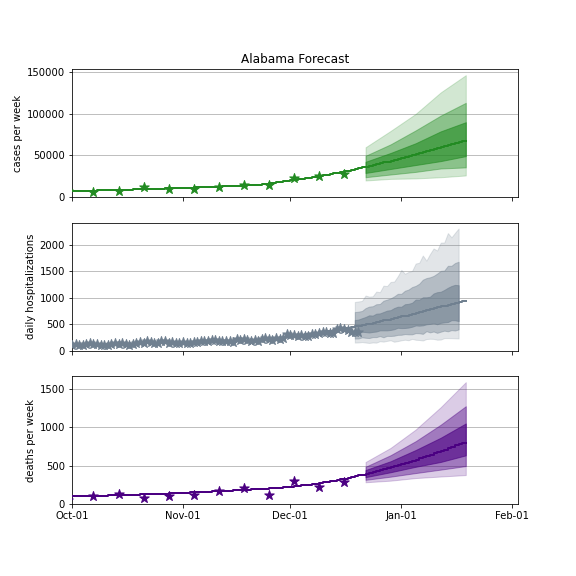 Alabama Forecast
cases per week
150000
100000
50000
0
daily hospitalizations
2000
1500
1000
500
0
deaths per week
1500
1000
500
0
Oct-01 Nov-01 Dec-01 Jan-01 Feb-01